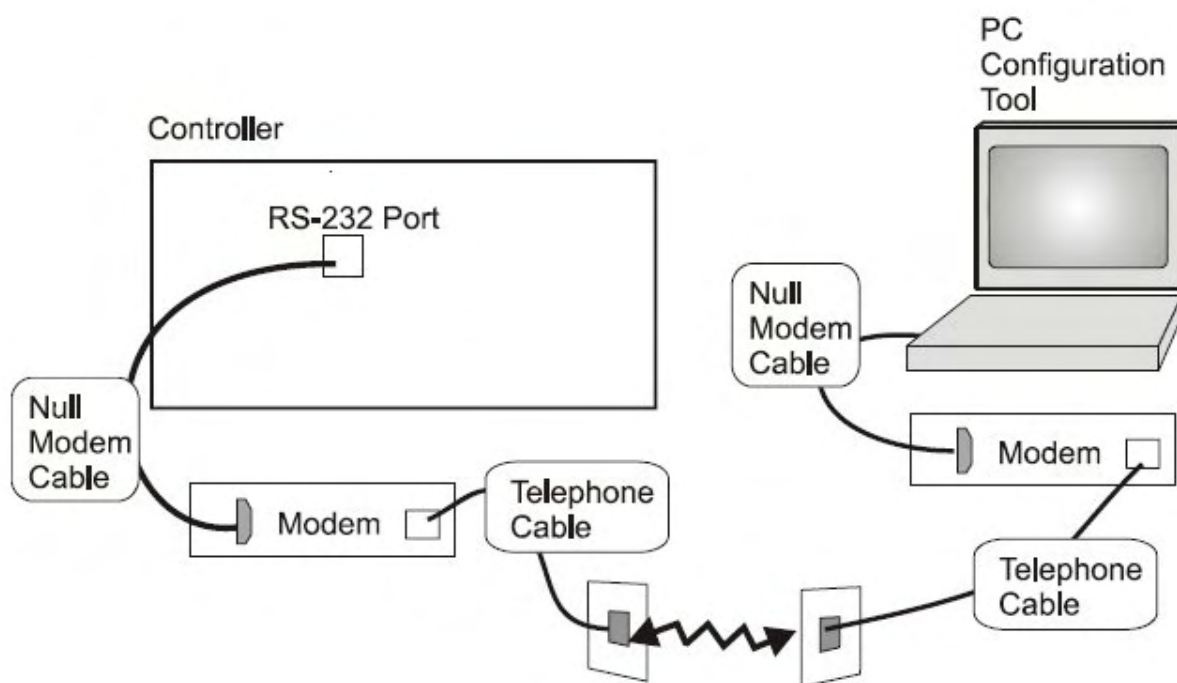 PC
Configuration
Tool
Controller
RS-232 Port
Null
Modem
Cable
Null
Modem
Cable
Modem
Modem
Telephone
Cable
Telephone
Cable